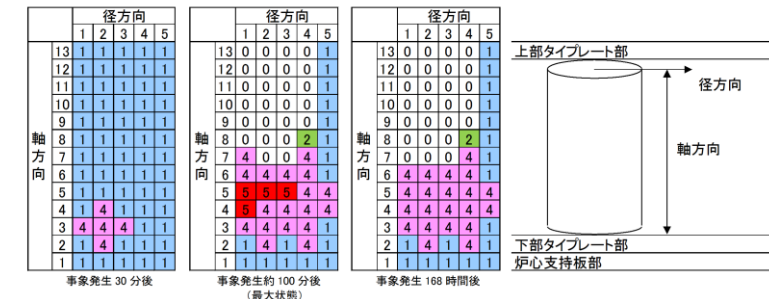 径方向
1 2 3 4 5
13 1 1 1 1 1
12 1 1 1 1 1
11 1 1 1 1 1
10 1 1 1 1 1
9 1 1 1 1 1
軸方向
8 1 1 1 1 1
7 1 1 1 1 1
6 1 1 1 1 1
5 1 1 1 1 1
4 1 4 1 1 1
3 4 4 4 1 1
2 1 4 1 1 1
1 1 1 1 1 1
事象発生 30 分後
径方向
1 2 3 4 5
13 0 0 0 0 1
12 0 0 0 0 1
11 0 0 0 0 1
10 0 0 0 0 1
9 0 0 0 0 1
軸方向
8 0 0 0 2 1
7 4 0 0 4 1
6 4 4 4 4 1
5 5 5 5 4 4
4 5 4 4 4 4
3 4 4 4 4 1
2 1 4 1 4 1
1 1 1 1 1 1
事象発生約 100 分後
(最大状態)
径方向
1 2 3 4 5
13 0 0 0 0 1
12 0 0 0 0 1
11 0 0 0 0 1
10 0 0 0 0 1
9 0 0 0 0 1
軸方向
8 0 0 0 2 1
7 0 0 0 4 1
6 4 4 4 4 1
5 4 4 4 4 4
4 4 4 4 4 4
3 4 4 4 4 1
2 1 4 1 4 1
1 1 1 1 1 1
事象発生 168 時間後
上部タイプレート部
径方向
軸方向
下部タイプレート部
炉心支持板部